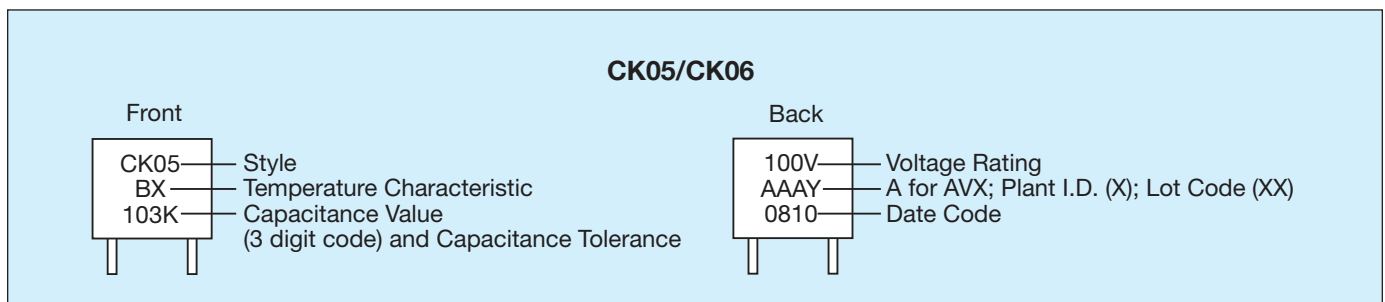 CK05/CK06
Front
CK05 Style
BX Temperature Characteristic
103K Capacitance Value
(3 digit code) and Capacitance Tolerance
Back
100V Voltage Rating
AAAY A for AVX; Plant I.D. (X); Lot Code (XX)
0810 Date Code